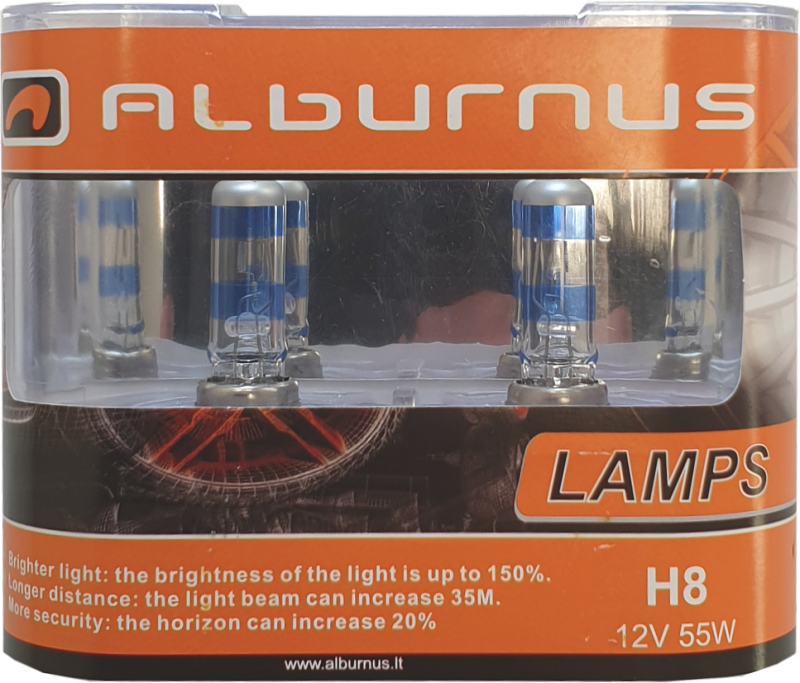 ALBURNUS
LAMPS
Brighter light: the brightness of the light is up to 150%.
Longer distance: the light beam can increase 35M.
More security: the horizon can increase 20%
H8
12V 55W
www.alburnus.lt